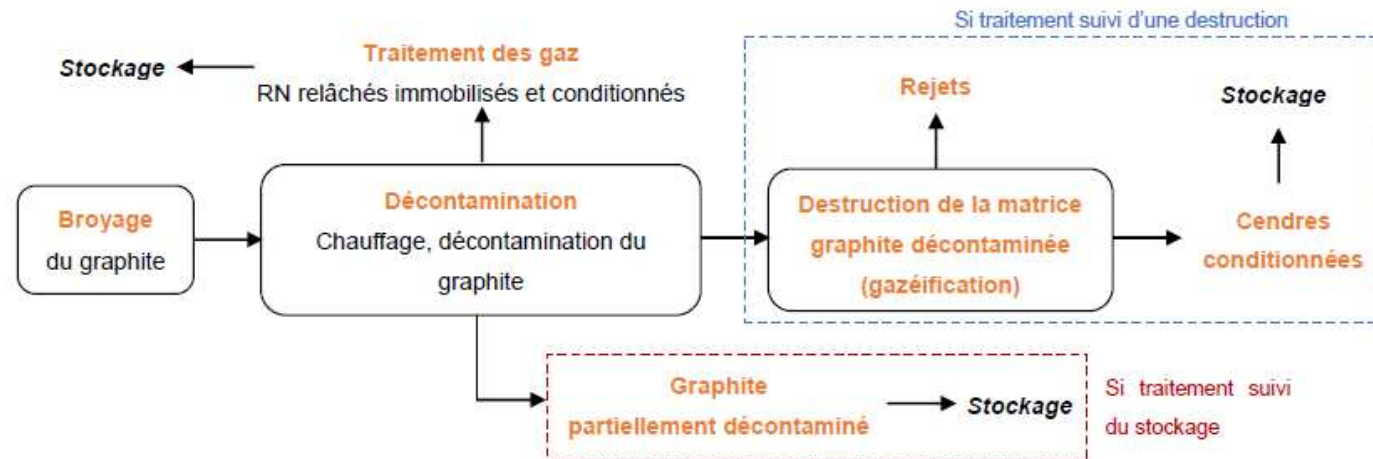 Si traitement suivi d'une destruction
Traitement des gaz
Stockage
RN relâchés immobilisés et conditionnés
Rejets
Stockage
Broyage
du graphite
Décontamination
Chauffage, décontamination du
graphite
Destruction de la matrice
graphite décontaminée
(gazéification)
Cendres
conditionnées
Graphite
partiellement décontaminé
Stockage
Si traitement suivi
du stockage